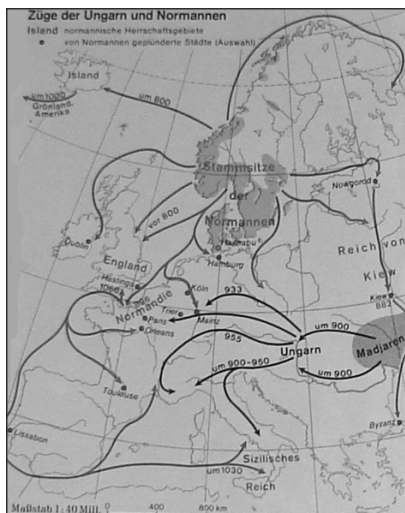 Züge der Ungarn und Normannen
Island normannische Herrschaftsgebiete
• von Normannen geplünderte Städte (Auswahl)
Island
um 1000
Grönland,
Amerika
um 800
Stammsitze
der
Normannen
Nowgorod
vor 800
Dublin
England
Haithabu
Hamburg
Reich von
Kiew
Hastings
1066
Köln
933
Kiew
882
Normandie
Trier
Mainz
Paris
Orleans
955
um 900
Ungarn
Madjaren
um 900-950
um 900
Toulouse
Lissabon
Byzanz
Sizilisches
um 1030
Reich
Maßstab 1:40 Mill. 0 400 800 km